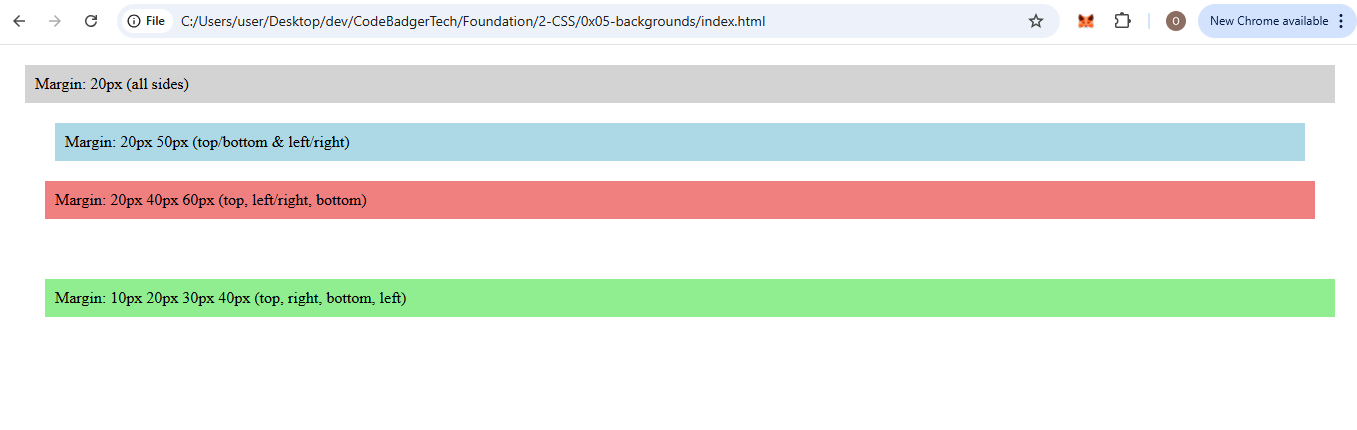 File
C:/Users/user/Desktop/dev/CodeBadgerTech/Foundation/2-CSS/0x05-backgrounds/index.html
O
New Chrome available
Margin: 20px (all sides)
Margin: 20px 50px (top/bottom & left/right)
Margin: 20px 40px 60px (top, left/right, bottom)
Margin: 10px 20px 30px 40px (top, right, bottom, left)